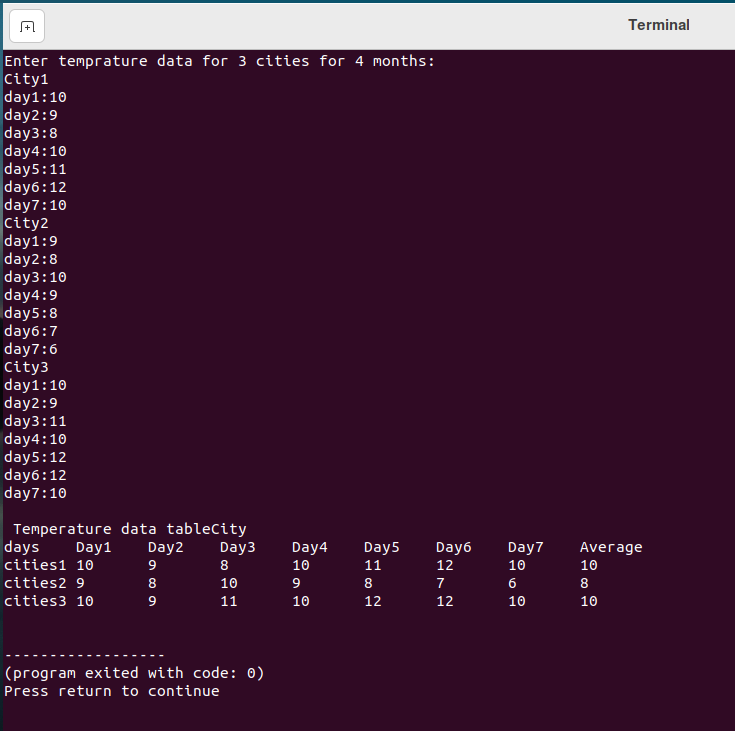 Terminal
Enter temprature data for 3 cities for 4 months:
City1
day1:10
day2:9
day3:8
day4:10
day5:11
day6:12
day7:10
City2
day1:9
day2:8
day3:10
day4:9
day5:8
day6:7
day7:6
City3
day1:10
day2:9
day3:11
day4:10
day5:12
day6:12
day7:10
Temperature data tableCity
days    Day1    Day2    Day3    Day4    Day5    Day6    Day7    Average
cities1 10      9       8       10      11      12      10      10
cities2 9       8       10      9       8       7       6       8
cities3 10      9       11      10      12      12      10      10
------------------
(program exited with code: 0)
Press return to continue